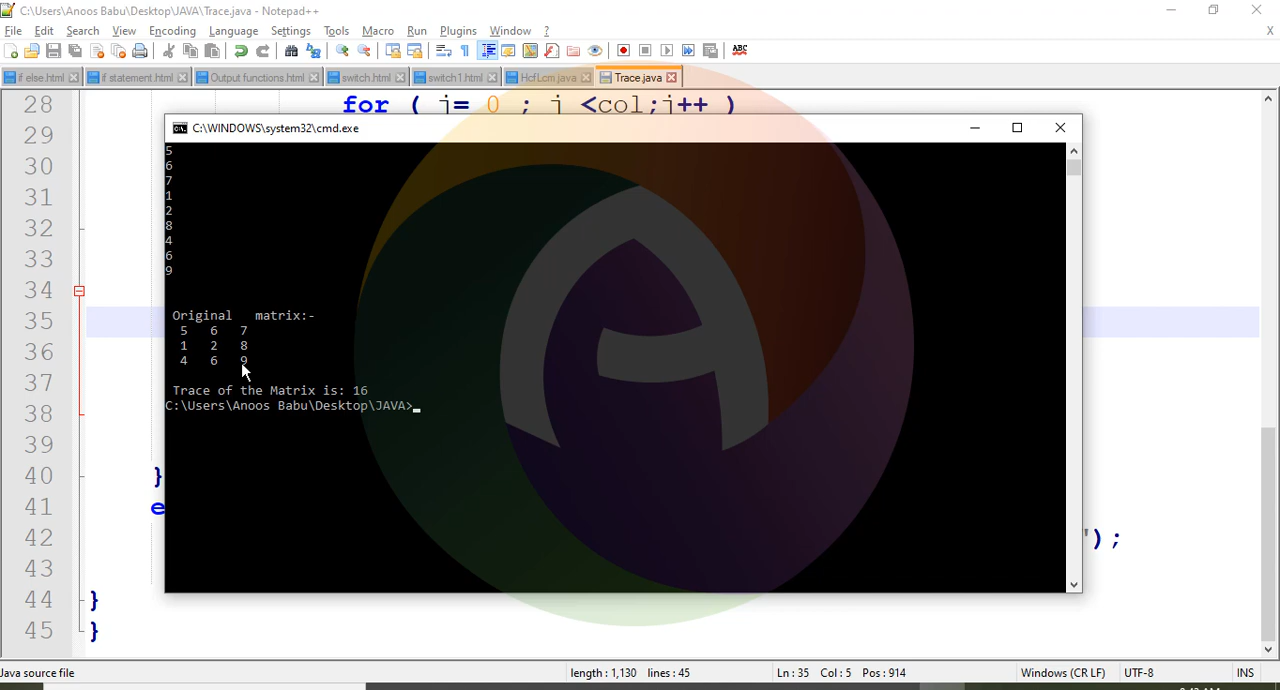 C:\Users\Anoos Babu\Desktop\JAVA\Trace.java - Notepad++
File Edit Search View Encoding Language Tools Macro Run Plugins Window ? X
if else.html if statement.html Output functions.html switch.html switch1.html HcfLcm.java Trace.java
28 for ( j= 0 ; j <col;j++ )
29
C:\WINDOWS\system32\cmd.exe
5
6
7
1
2
8
4
6
9
Original matrix:-
5 6 7
1 2 8
4 6 9
Trace of the Matrix is: 16
C:\Users\Anoos Babu\Desktop\JAVA>
30
31
32
33
34
35
36
37
38
39
40 }
41 e
42 ");
43
44 }
45 }
Java source file length : 1,130 lines : 45 Ln : 35 Col : 5 Pos : 914 Windows (CR LF) UTF-8 INS